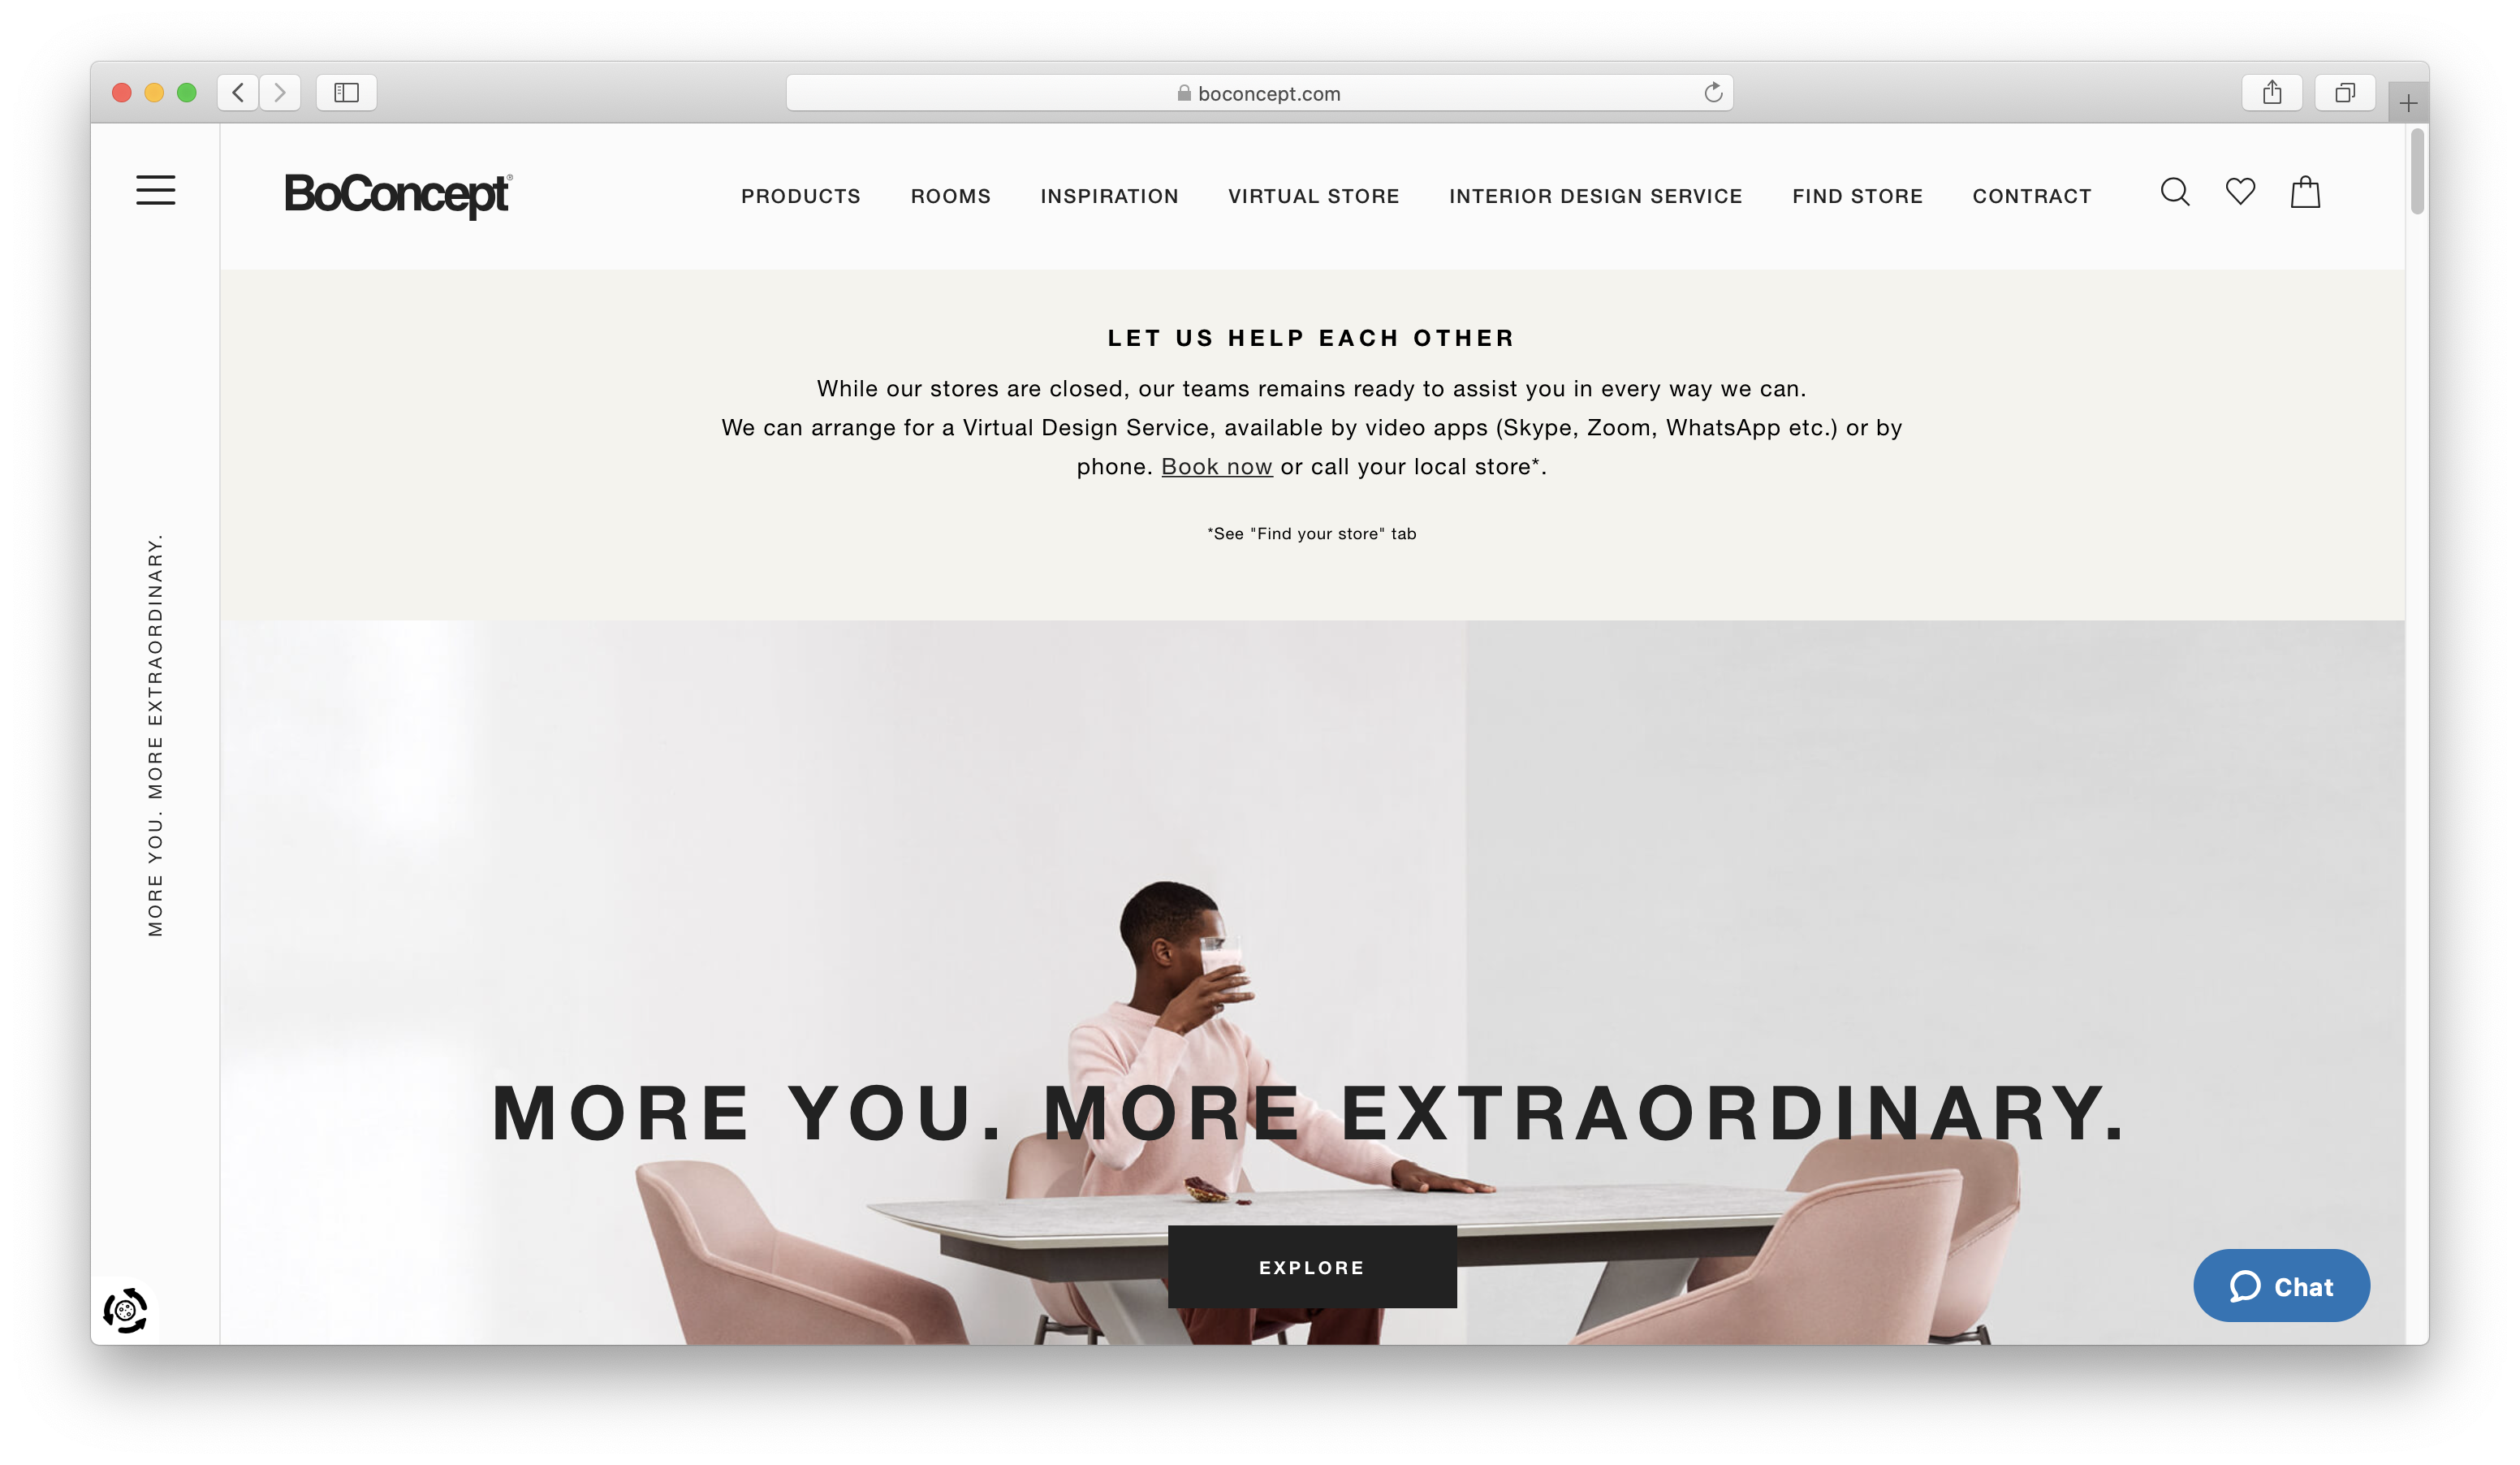 boconcept.com
BoConcept®
PRODUCTS
ROOMS
INSPIRATION
VIRTUAL STORE
INTERIOR DESIGN SERVICE
FIND STORE
CONTRACT
LET US HELP EACH OTHER
While our stores are closed, our teams remains ready to assist you in every way we can.
We can arrange for a Virtual Design Service, available by video apps (Skype, Zoom, WhatsApp etc.) or by
phone. Book now or call your local store*.
*See "Find your store" tab
MORE YOU. MORE EXTRAORDINARY.
MORE YOU. MORE EXTRAORDINARY.
EXPLORE
Chat